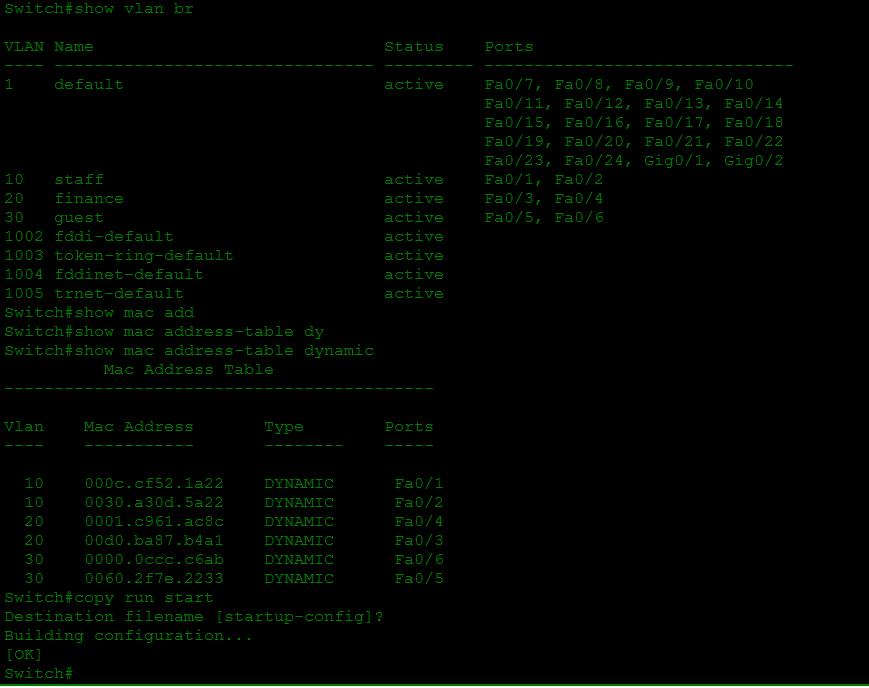 Switch#show vlan br
VLAN Name                             Status    Ports
---- -------------------------------- --------- -------------------------------
1    default                          active    Fa0/7, Fa0/8, Fa0/9, Fa0/10
                                                Fa0/11, Fa0/12, Fa0/13, Fa0/14
                                                Fa0/15, Fa0/16, Fa0/17, Fa0/18
                                                Fa0/19, Fa0/20, Fa0/21, Fa0/22
                                                Fa0/23, Fa0/24, Gig0/1, Gig0/2
10   staff                            active    Fa0/1, Fa0/2
20   finance                          active    Fa0/3, Fa0/4
30   guest                            active    Fa0/5, Fa0/6
1002 fddi-default                     active
1003 token-ring-default               active
1004 fddinet-default                  active
1005 trnet-default                    active
Switch#show mac add
Switch#show mac address-table dy
Switch#show mac address-table dynamic
          Mac Address Table
-------------------------------------------
Vlan    Mac Address       Type        Ports
----    -----------       --------    -----
  10    000c.cf52.1a22    DYNAMIC      Fa0/1
  10    0030.a30d.5a22    DYNAMIC      Fa0/2
  20    0001.c961.ac8c    DYNAMIC      Fa0/4
  20    00d0.ba87.b4a1    DYNAMIC      Fa0/3
  30    0000.0ccc.c6ab    DYNAMIC      Fa0/6
  30    0060.2f7e.2233    DYNAMIC      Fa0/5
Switch#copy run start
Destination filename [startup-config]?
Building configuration...
[OK]
Switch#